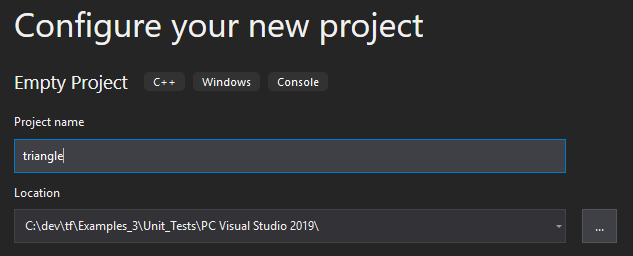 Configure your new project
Empty Project C++ Windows Console
Project name
triangle
Location
C:\dev\tf\Examples_3\Unit_Tests\PC Visual Studio 2019\ ...